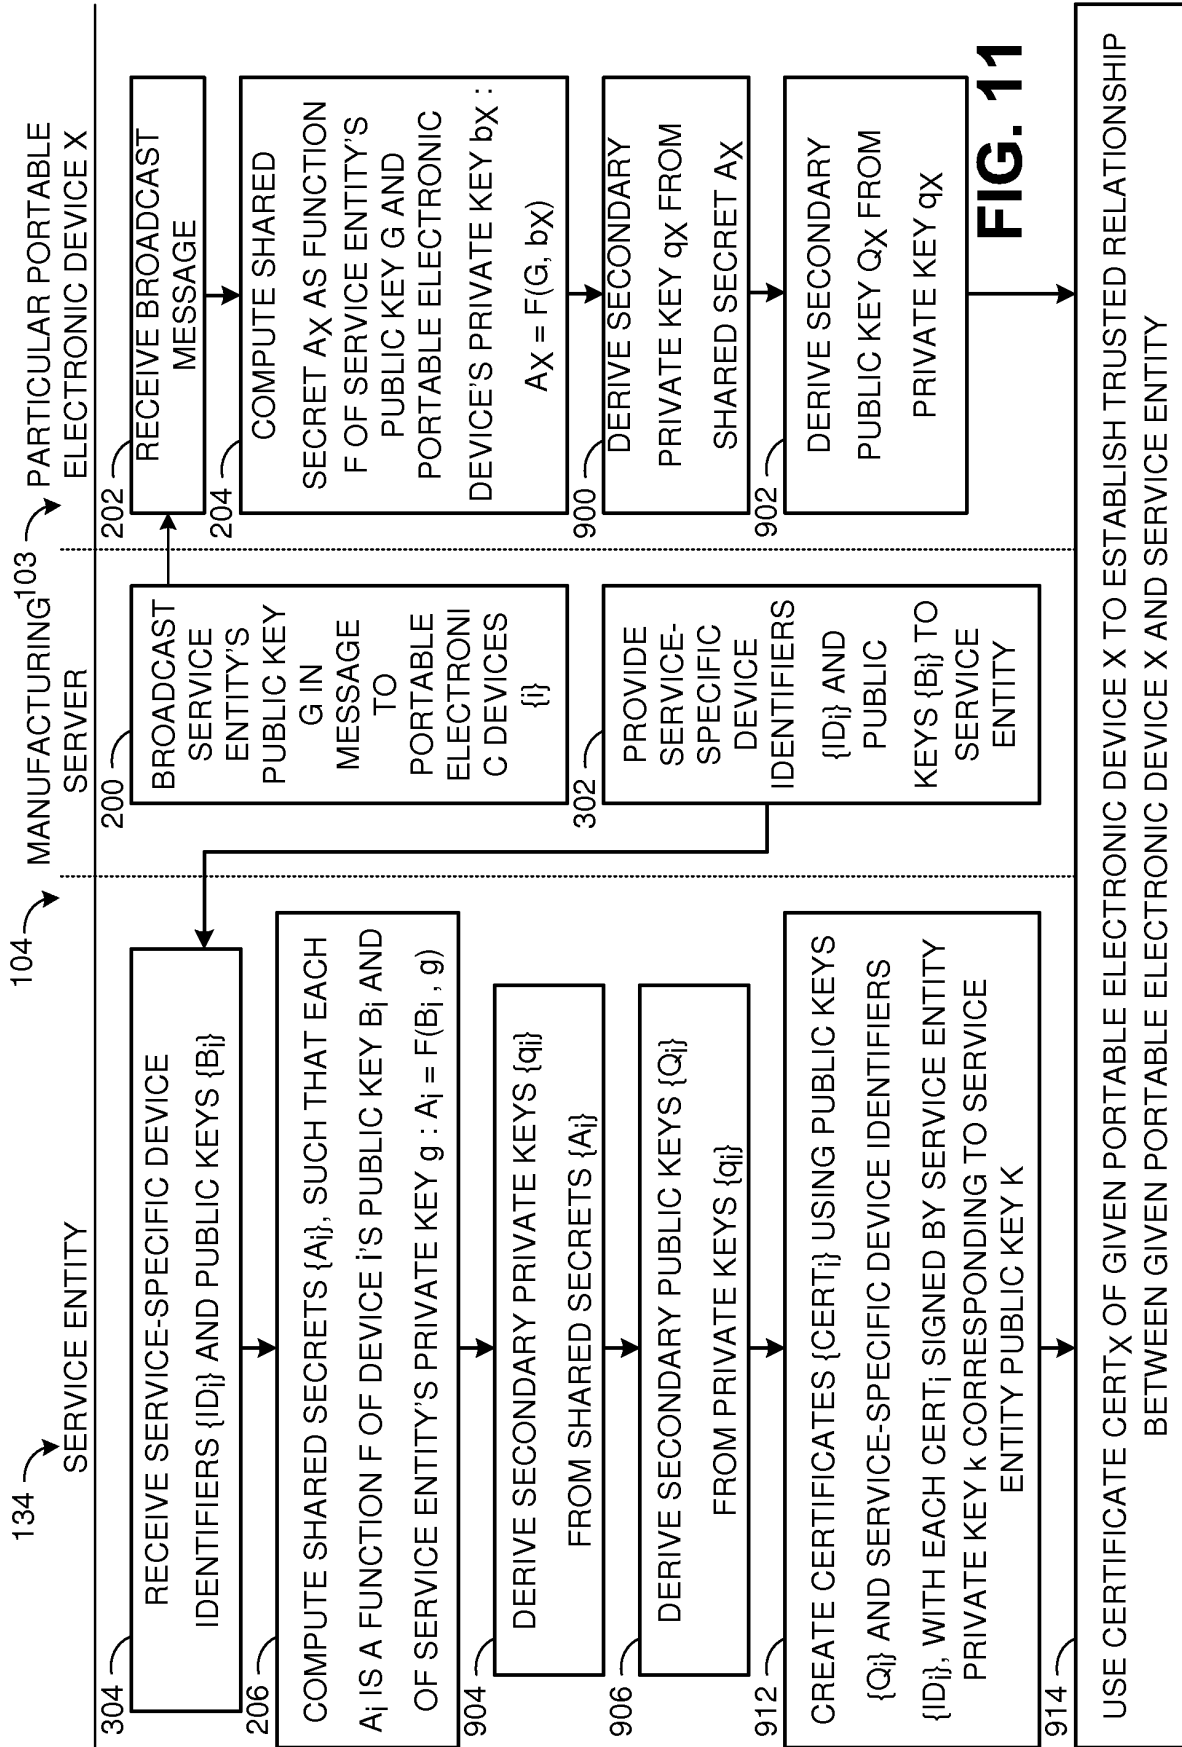 134
SERVICE ENTITY
104
MANUFACTURING
SERVER
103
PARTICULAR PORTABLE
ELECTRONIC DEVICE X
304
RECEIVE SERVICE-SPECIFIC DEVICE
IDENTIFIERS {IDi} AND PUBLIC KEYS {Bi}
206
COMPUTE SHARED SECRETS {Ai}, SUCH THAT EACH
Ai IS A FUNCTION F OF DEVICE i'S PUBLIC KEY Bi AND
OF SERVICE ENTITY'S PRIVATE KEY g : Ai = F(Bi , g)
904
DERIVE SECONDARY PRIVATE KEYS {qi}
FROM SHARED SECRETS {Ai}
906
DERIVE SECONDARY PUBLIC KEYS {Qi}
FROM PRIVATE KEYS {qi}
912
CREATE CERTIFICATES {CERTi} USING PUBLIC KEYS
{Qi} AND SERVICE-SPECIFIC DEVICE IDENTIFIERS
{IDi}, WITH EACH CERTi SIGNED BY SERVICE ENTITY
PRIVATE KEY k CORRESPONDING TO SERVICE
ENTITY PUBLIC KEY K
200
BROADCAST
SERVICE
ENTITY'S
PUBLIC KEY
G IN
MESSAGE
TO
PORTABLE
ELECTRONI
C DEVICES
{i}
302
PROVIDE
SERVICE-
SPECIFIC
DEVICE
IDENTIFIERS
{IDi} AND
PUBLIC
KEYS {Bi} TO
SERVICE
ENTITY
202
RECEIVE BROADCAST
MESSAGE
204
COMPUTE SHARED
SECRET AX AS FUNCTION
F OF SERVICE ENTITY'S
PUBLIC KEY G AND
PORTABLE ELECTRONIC
DEVICE'S PRIVATE KEY bX :
AX = F(G, bX)
900
DERIVE SECONDARY
PRIVATE KEY qX FROM
SHARED SECRET AX
902
DERIVE SECONDARY
PUBLIC KEY QX FROM
PRIVATE KEY qX
914
USE CERTIFICATE CERTX OF GIVEN PORTABLE ELECTRONIC DEVICE X TO ESTABLISH TRUSTED RELATIONSHIP
BETWEEN GIVEN PORTABLE ELECTRONIC DEVICE X AND SERVICE ENTITY
FIG. 11